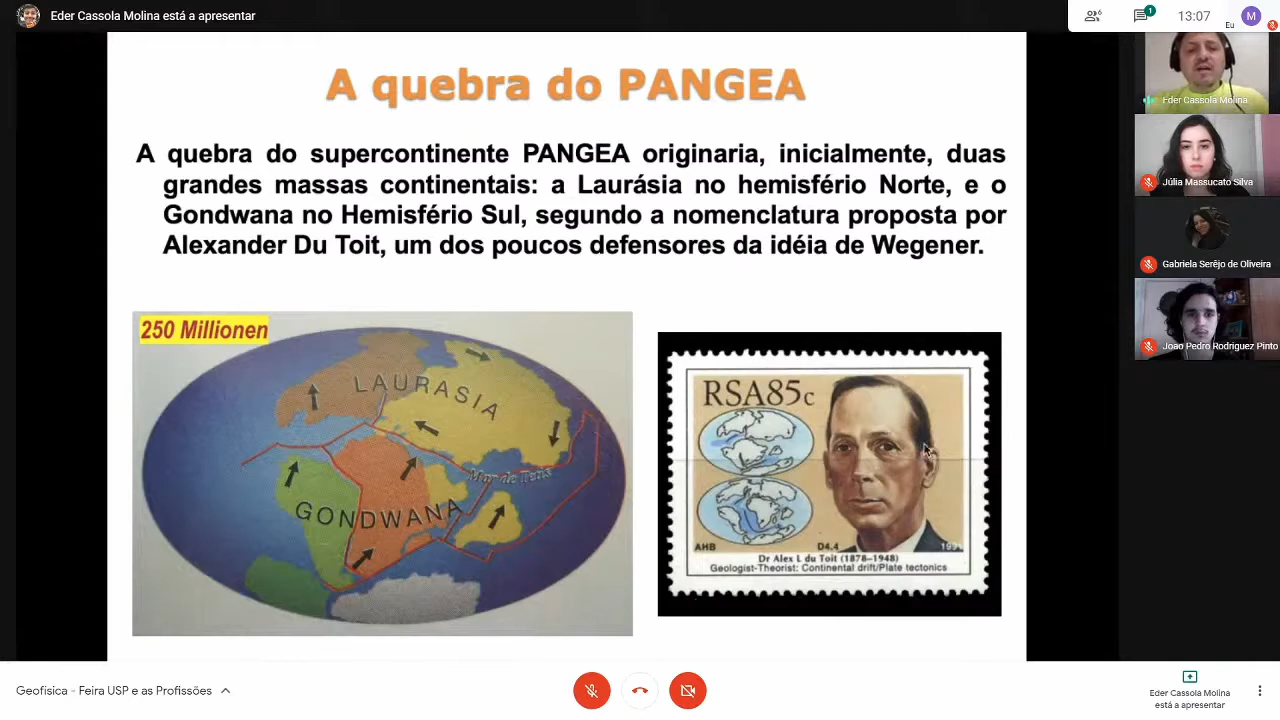 Eder Cassola Molina está a apresentar
6
1
13:07
Eu
M
A quebra do PANGEA
A quebra do supercontinente PANGEA originaria, inicialmente, duas
grandes massas continentais: a Laurásia no hemisfério Norte, e o
Gondwana no Hemisfério Sul, segundo a nomenclatura proposta por
Alexander Du Toit, um dos poucos defensores da idéia de Wegener.
250 Millionen
LAURASIA
Mar de Tetis
GONDWANA
RSA85c
AHB
D4.4
Dr Alex L du Toit (1878–1948)
Geologist-Theorist: Continental drift/Plate tectonics
Eder Cassola Molina
Júlia Massucato Silva
Gabriela Serêjo de Oliveira
Joao Pedro Rodriguez Pinto
Geofísica - Feira USP e as Profissões
Eder Cassola Molina
está a apresentar